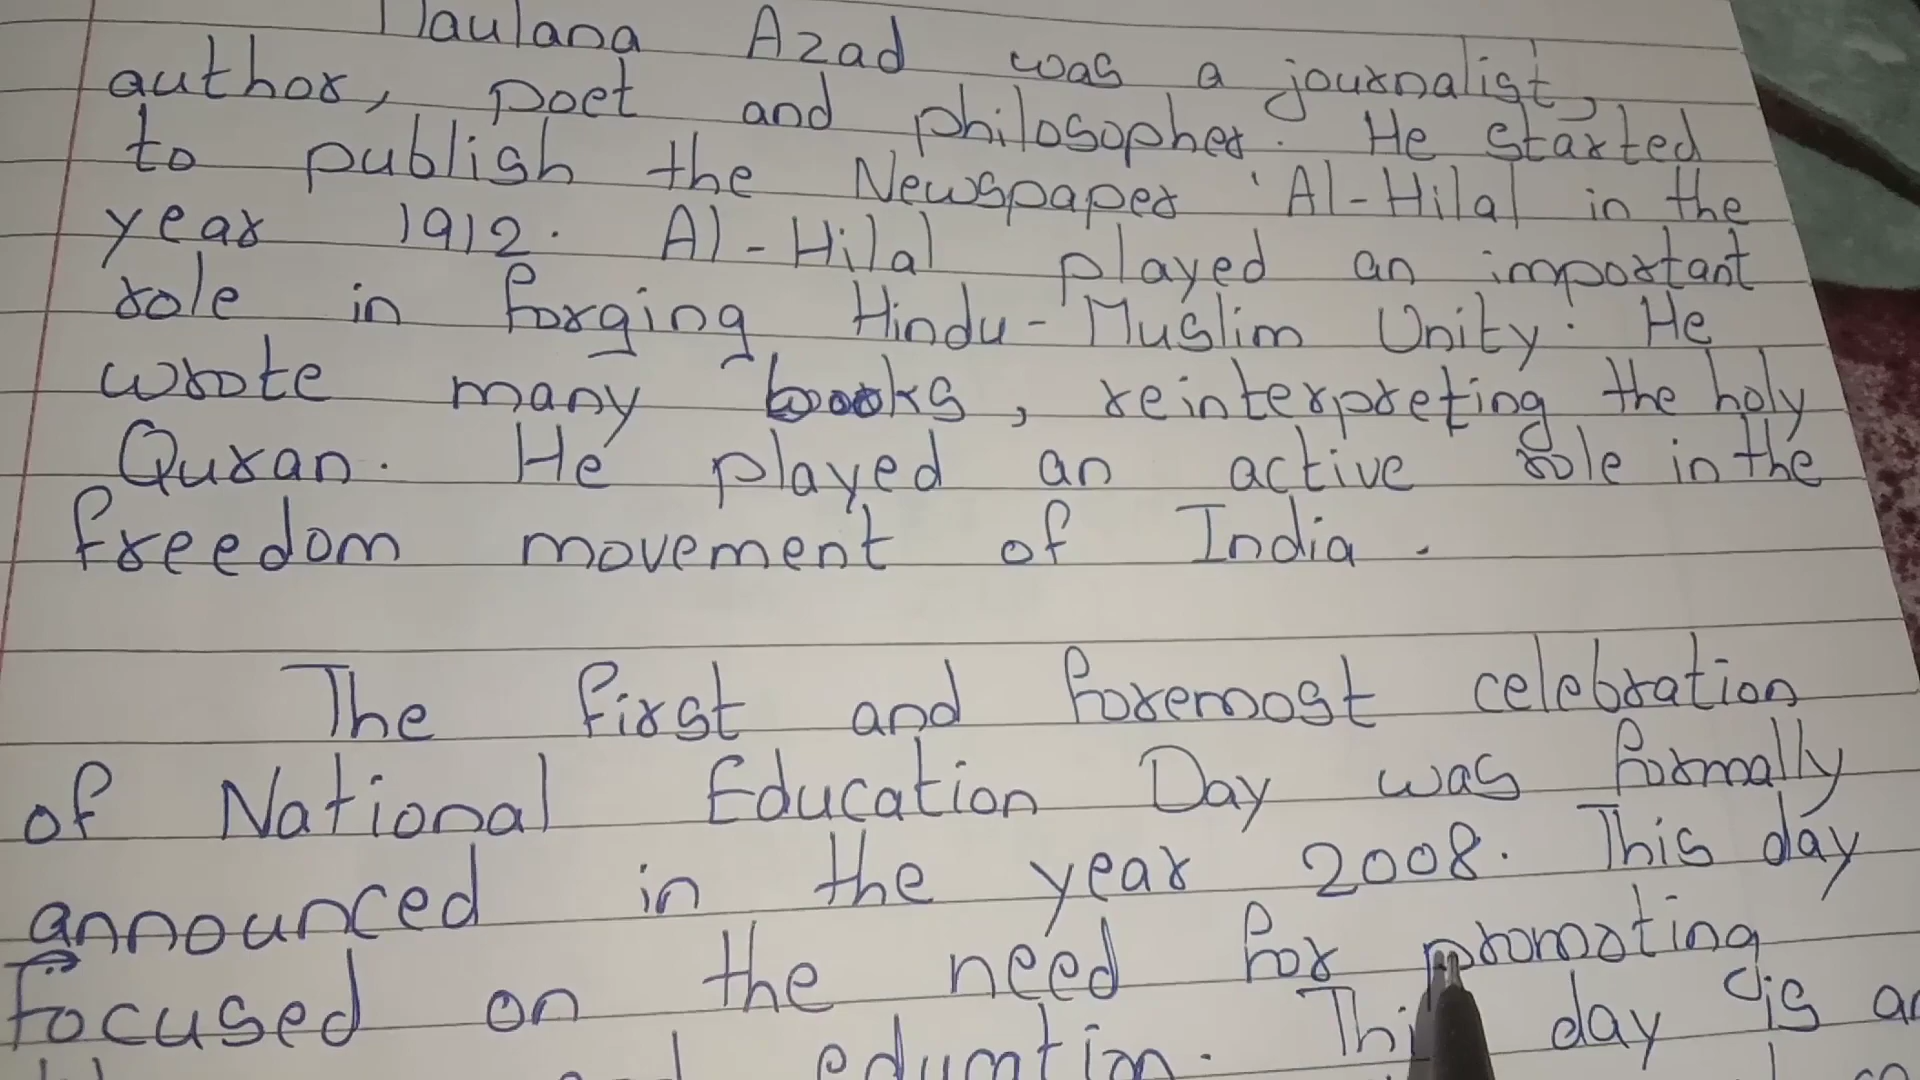 Maulana Azad was a journalist,
author, poet and philosopher. He started
to publish the Newspaper 'Al-Hilal in the
year 1912. Al-Hilal played an important
role in forging Hindu-Muslim Unity. He
wrote many books, reinterpreting the holy
Quran. He played an active role in the
freedom movement of India.
The first and foremost celebration
of National Education Day was formally
announced in the year 2008. This day
focused on the need for promoting
education. This day is